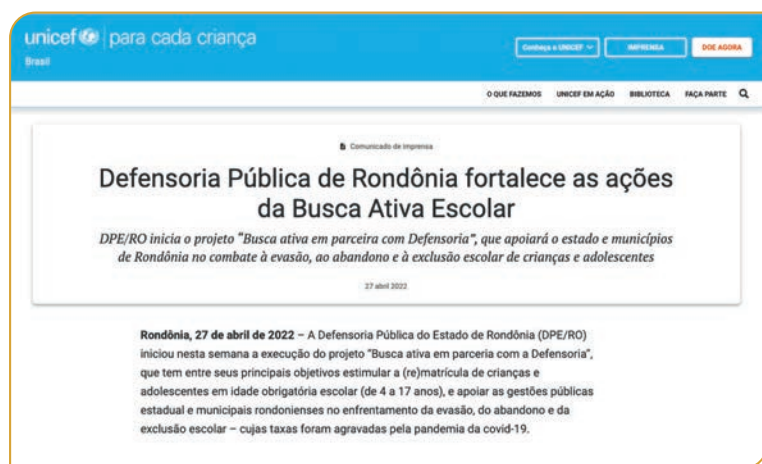 unicef para cada criança
Brasil
Conheça o UNICEF
IMPRENSA
DOE AGORA
O QUE FAZEMOS UNICEF EM AÇÃO BIBLIOTECA FAÇA PARTE
Comunicado de imprensa
Defensoria Pública de Rondônia fortalece as ações
da Busca Ativa Escolar
DPE/RO inicia o projeto “Busca ativa em parceira com Defensoria”, que apoiará o estado e municípios
de Rondônia no combate à evasão, ao abandono e à exclusão escolar de crianças e adolescentes
27 abril 2022
Rondônia, 27 de abril de 2022 – A Defensoria Pública do Estado de Rondônia (DPE/RO)
iniciou nesta semana a execução do projeto “Busca ativa em parceria com a Defensoria”,
que tem entre seus principais objetivos estimular a (re)matrícula de crianças e
adolescentes em idade obrigatória escolar (de 4 a 17 anos), e apoiar as gestões públicas
estadual e municipais rondonienses no enfrentamento da evasão, do abandono e da
exclusão escolar – cujas taxas foram agravadas pela pandemia da covid-19.